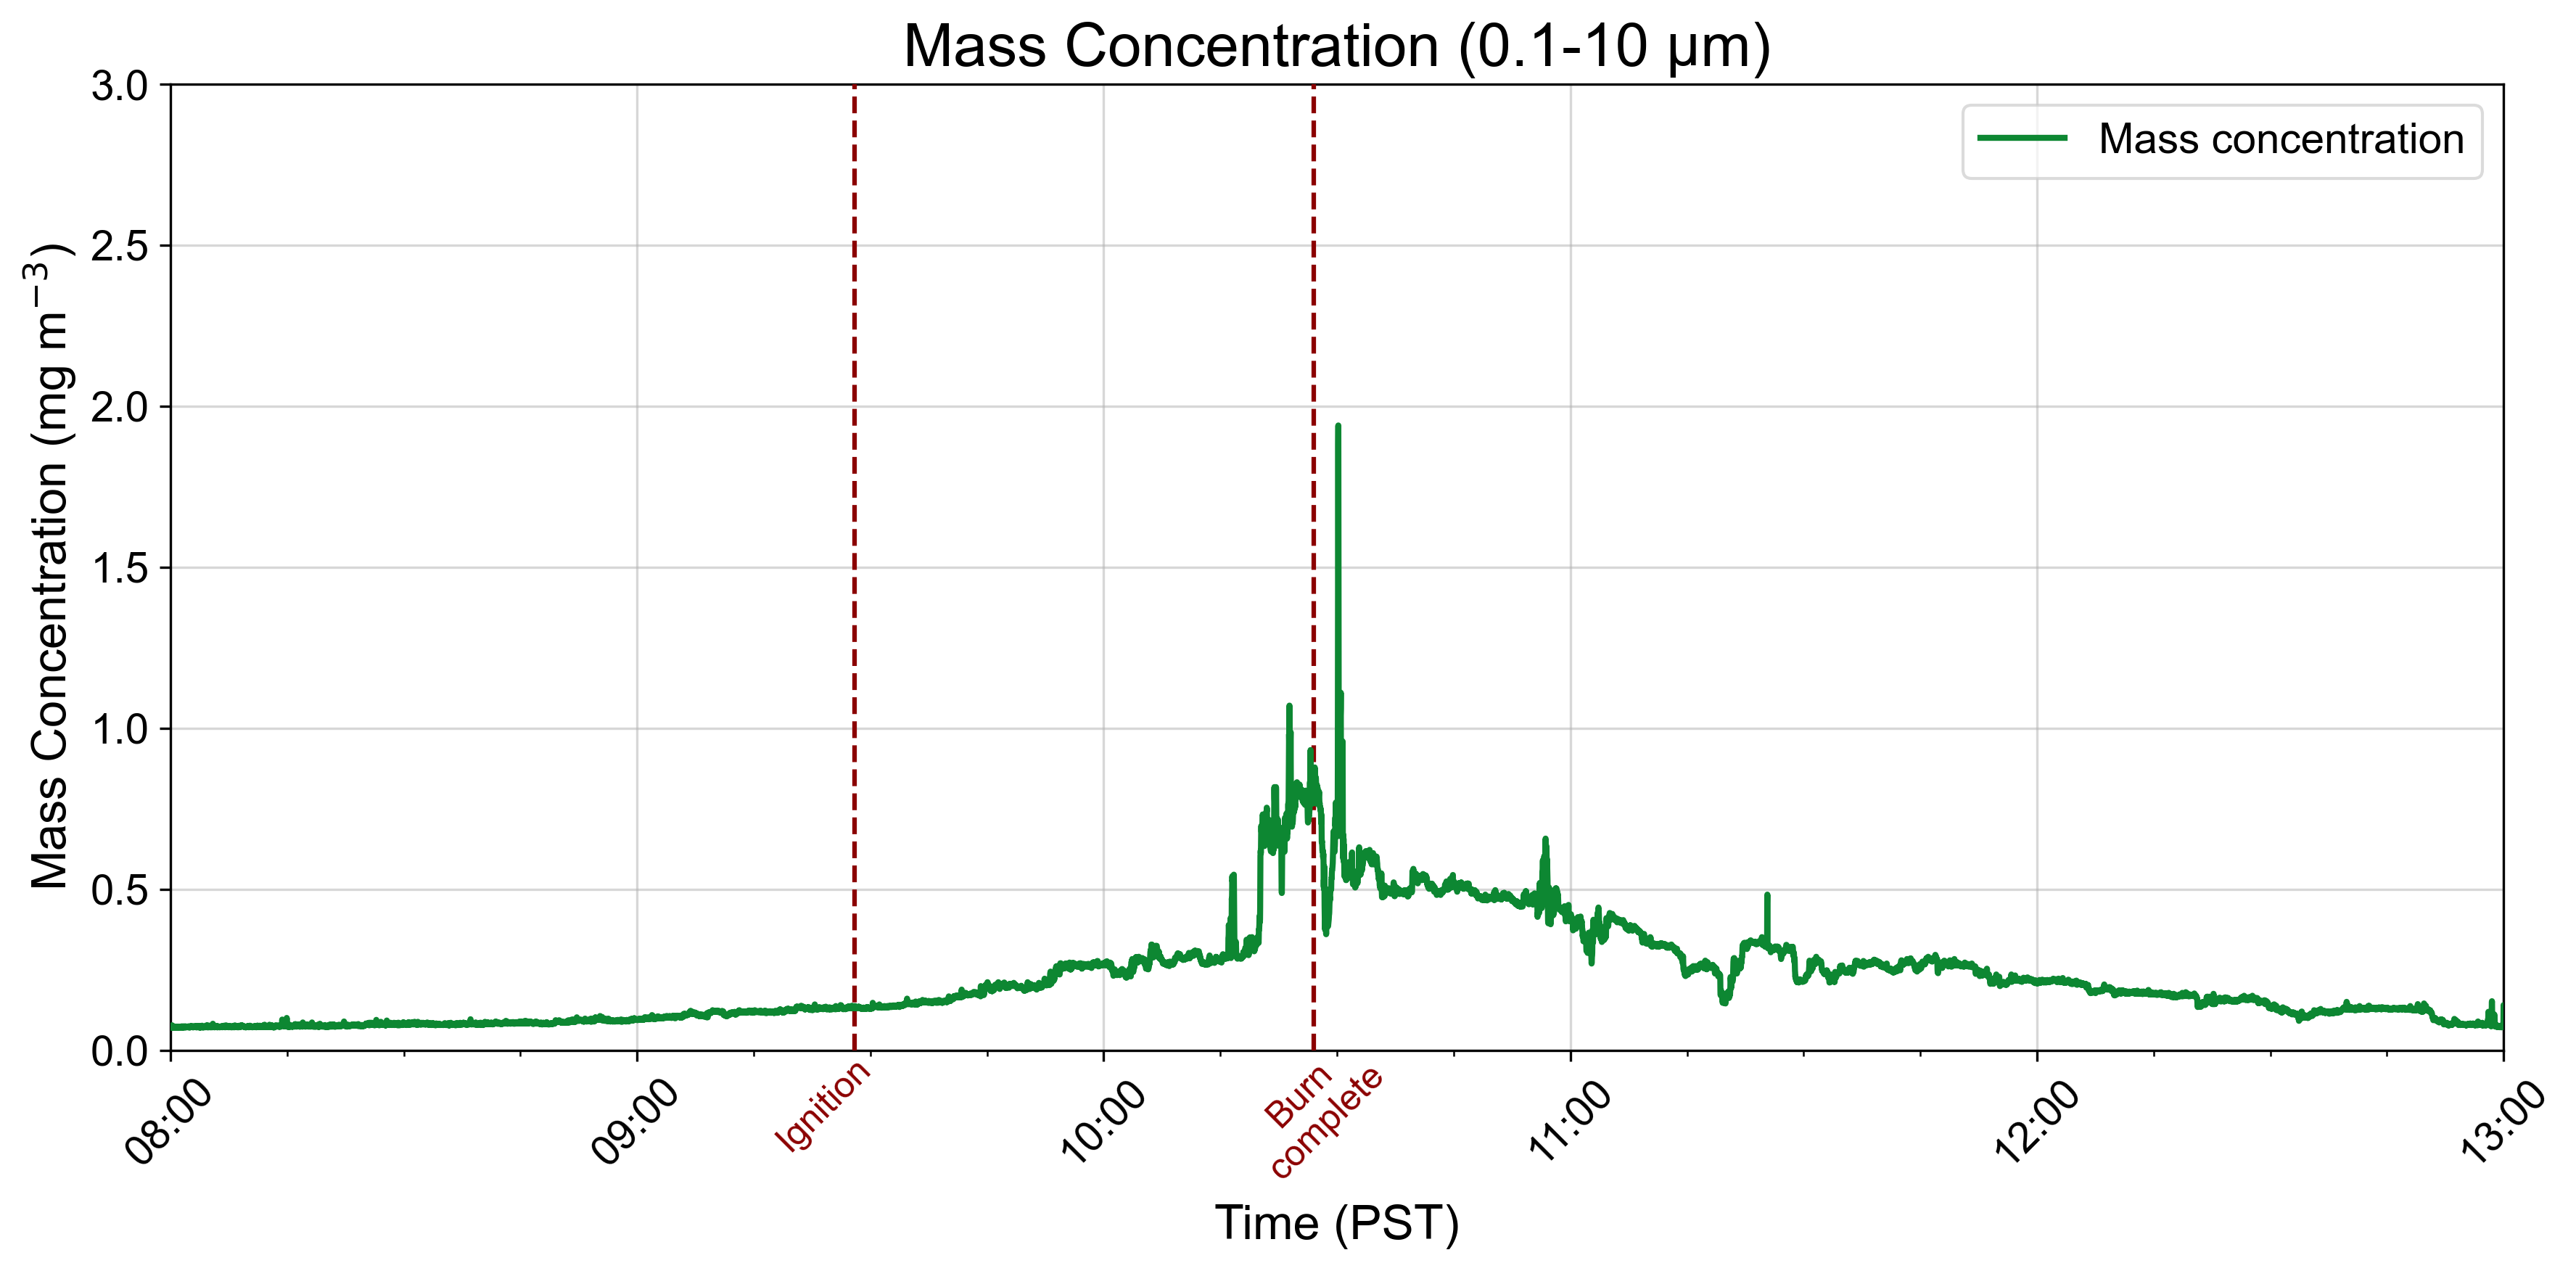 Mass Concentration (0.1-10 µm)
Mass concentration
Mass Concentration (mg m⁻³)
3.0
2.5
2.0
1.5
1.0
0.5
0.0
08:00
09:00
Ignition
10:00
Burn
complete
11:00
12:00
13:00
Time (PST)